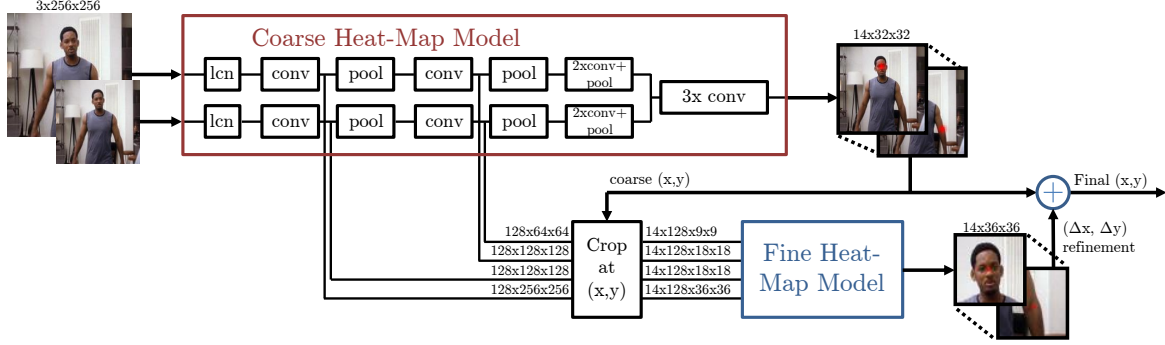 3x256x256
Coarse Heat-Map Model
lcn
conv
pool
conv
pool
2xconv+
pool
lcn
conv
pool
conv
pool
2xconv+
pool
3x conv
14x32x32
coarse (x,y)
Final (x,y)
+
(Δx, Δy)
refinement
128x64x64
128x128x128
128x128x128
128x256x256
Crop
at
(x,y)
14x128x9x9
14x128x18x18
14x128x18x18
14x128x36x36
Fine Heat-
Map Model
14x36x36